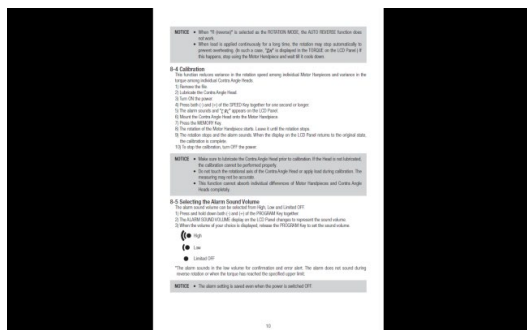 NOTICE • When "R (reverse)" is selected as the ROTATION MODE, the AUTO REVERSE function does
not work.
• When load is applied continuously for a long time, the rotation may stop automatically to
prevent overheating. (In such a case, " " is displayed in the TORQUE on the LCD Panel.) If
this happens, stop using the Motor Handpiece and wait till it cools down.
8-4 Calibration
This function reduces variance in the rotation speed among individual Motor Handpieces and variance in the
torque among individual Contra-Angle Heads.
1) Remove the file.
2) Lubricate the Contra-Angle Head.
3) Turn ON the power.
4) Press both (-) and (+) of the SPEED Key together for one second or longer.
5) The alarm sounds and " " appears on the LCD Panel.
6) Mount the Contra-Angle Head onto the Motor Handpiece.
7) Press the MEMORY Key.
8) The rotation of the Motor Handpiece starts. Leave it until the rotation stops.
9) The rotation stops and the alarm sounds. When the display on the LCD Panel returns to the original state,
the calibration is complete.
10) To stop the calibration, turn OFF the power.
NOTICE • Make sure to lubricate the Contra-Angle Head prior to calibration. If the Head is not lubricated,
the calibration cannot be performed properly.
• Do not touch the rotational axis of the Contra-Angle Head or apply load during calibration. The
measuring may not be accurate.
• This function cannot absorb individual differences of Motor Handpieces and Contra-Angle
Heads completely.
8-5 Selecting the Alarm Sound Volume
The alarm sound volume can be selected from High, Low and Limited OFF.
1) Press and hold down both (-) and (+) of the PROGRAM Key together.
2) The ALARM SOUND VOLUME display on the LCD Panel changes to represent the sound volume.
3) When the volume of your choice is displayed, release the PROGRAM Key to set the sound volume.
High
Low
Limited OFF
*The alarm sounds in the low volume for confirmation and error alert. The alarm does not sound during
reverse rotation or when the torque has reached the specified upper limit.
NOTICE • The alarm setting is saved even when the power is switched OFF.